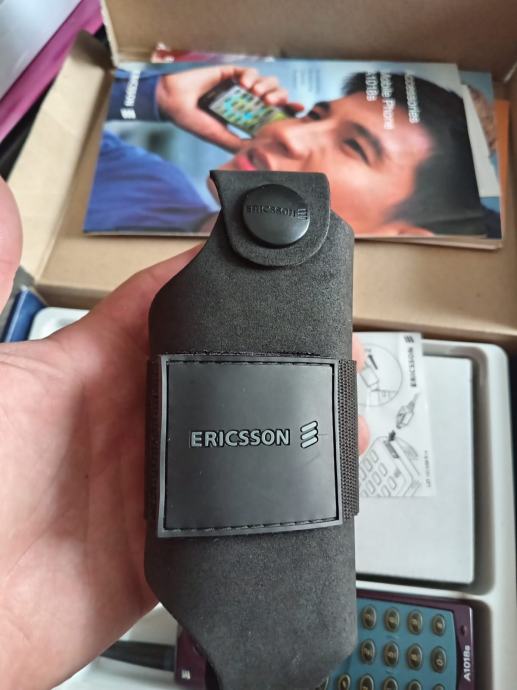 Accessories
Mobile Phone
A1018s
ERICSSON
ERICSSON
A1018s